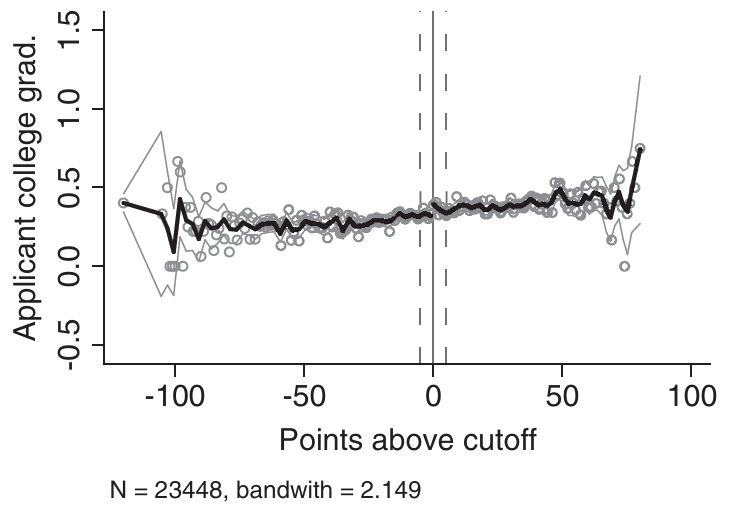 Applicant college grad.
1.5
1.0
0.5
0.0
-0.5
-100 -50 0 50 100
Points above cutoff
N = 23448, bandwith = 2.149